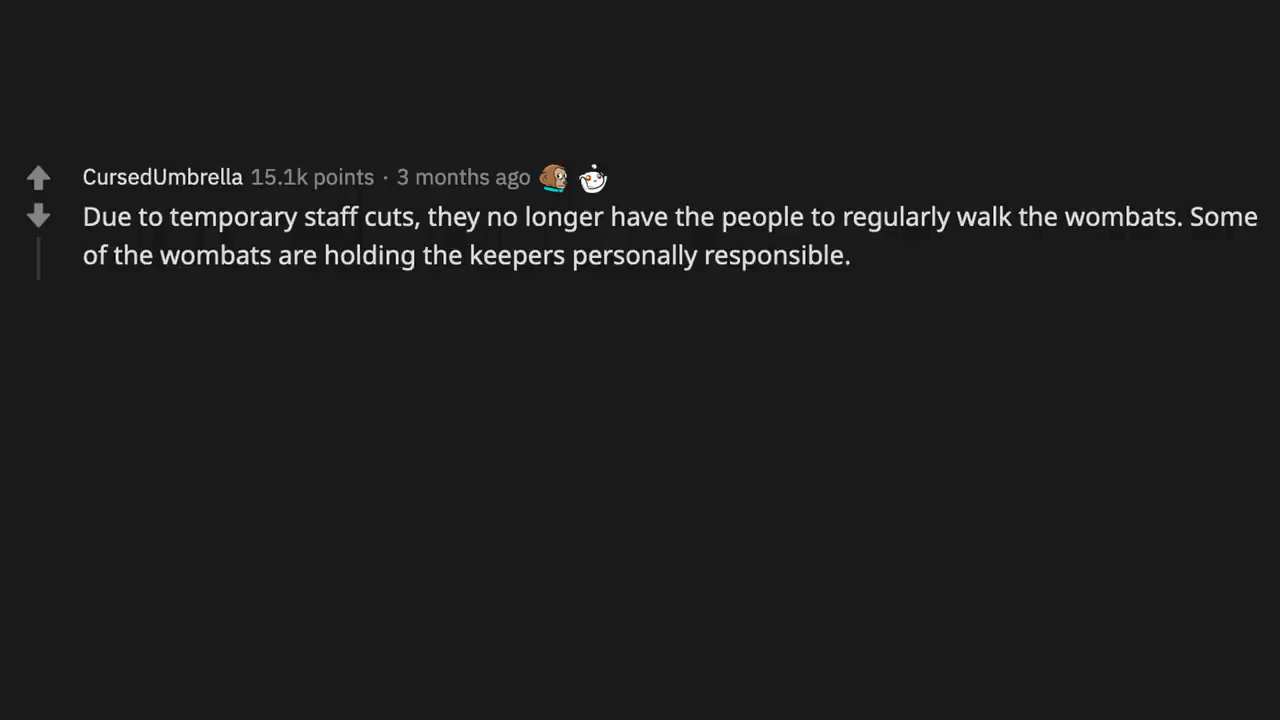 CursedUmbrella 15.1k points · 3 months ago
Due to temporary staff cuts, they no longer have the people to regularly walk the wombats. Some
of the wombats are holding the keepers personally responsible.